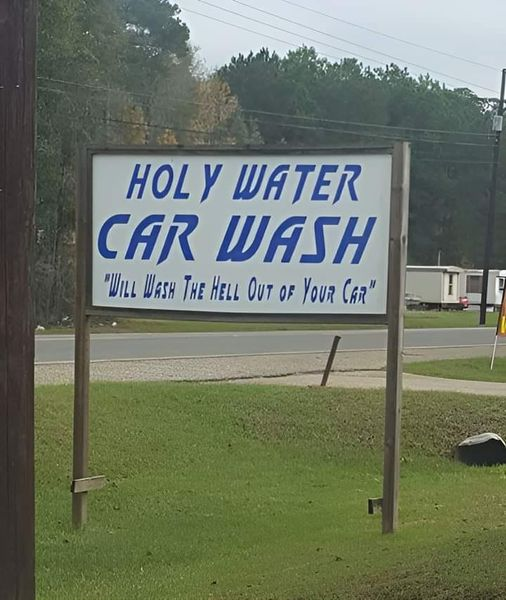 HOLY WATER
CAR WASH
"WILL WASH THE HELL OUT OF YOUR CAR"